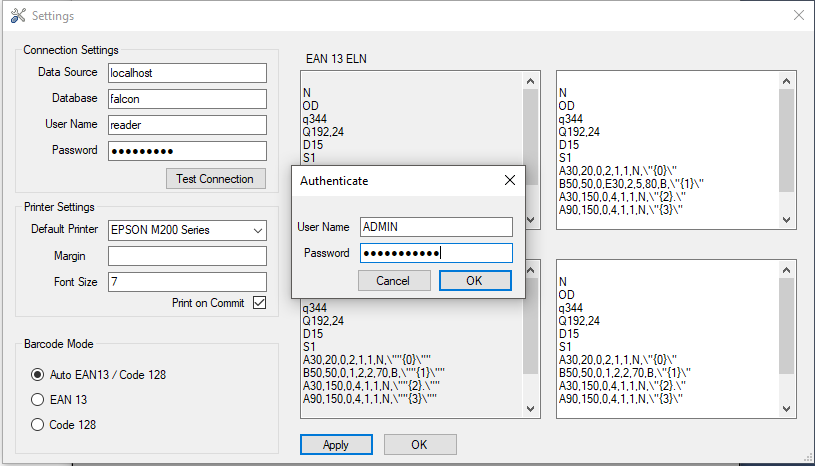 Settings
Connection Settings
Data Source localhost
Database falcon
User Name reader
Password ●●●●●●●●●
Test Connection
Printer Settings
Default Printer EPSON M200 Series
Margin
Font Size 7
Print on Commit
Barcode Mode
Auto EAN13 / Code 128
EAN 13
Code 128
EAN 13 ELN
N
OD
q344
Q192,24
D15
S1
N
OD
q344
Q192,24
D15
S1
A30,20,0,2,1,1,N,\"{0}\"
B50,50,0,E30,2,5,80,B,\"{1}\"
A30,150,0,4,1,1,N,\"{2}.\"
A90,150,0,4,1,1,N,\"{3}\"
Authenticate
User Name ADMIN
Password ●●●●●●●●●●●
Cancel
OK
q344
Q192,24
D15
S1
A30,20,0,2,1,1,N,\""{0}\""
B50,50,0,1,2,2,70,B,\""{1}\""
A30,150,0,4,1,1,N,\""{2}.\""
A90,150,0,4,1,1,N,\""{3}\""
N
OD
q344
Q192,24
D15
S1
A30,20,0,2,1,1,N,\"{0}\"
B50,50,0,1,2,2,70,B,\"{1}\"
A30,150,0,4,1,1,N,\"{2}.\"
A90,150,0,4,1,1,N,\"{3}\"
Apply
OK